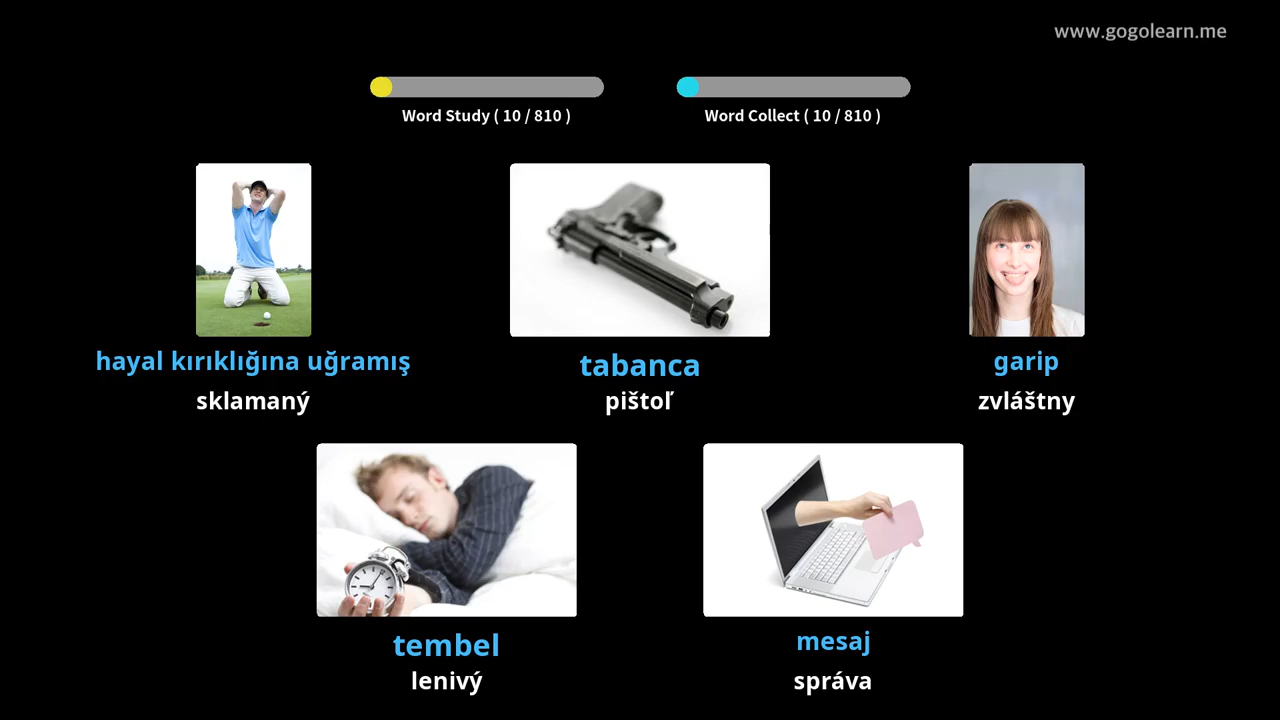 www.gogolearn.me
Word Study ( 10 / 810 )
Word Collect ( 10 / 810 )
hayal kırıklığına uğramış
sklamaný
tabanca
pištoľ
garip
zvláštny
tembel
lenivý
mesaj
správa